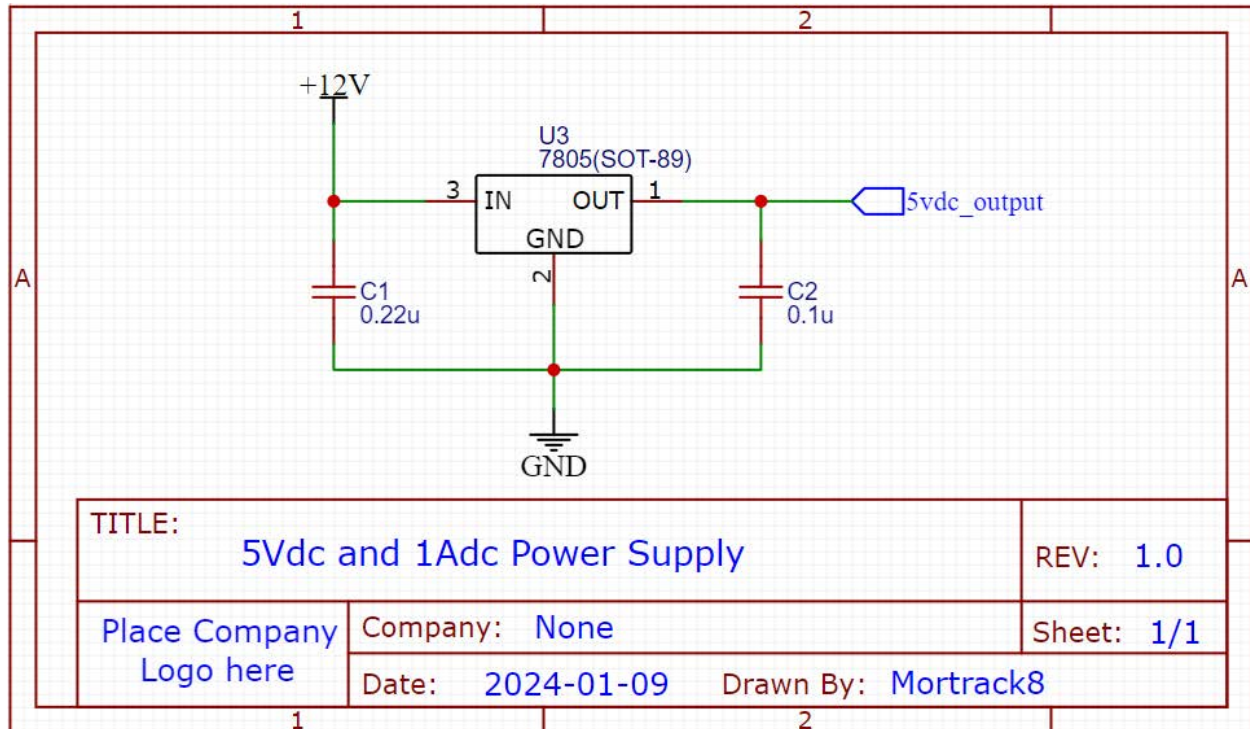 1 2
+12V
U3
7805(SOT-89)
3 IN OUT 1
5vdc_output
GND
2
A A
C1
0.22u
C2
0.1u
GND
TITLE:
5Vdc and 1Adc Power Supply
REV: 1.0
Place Company
Logo here
Company: None
Sheet: 1/1
Date: 2024-01-09 Drawn By: Mortrack8
1 2